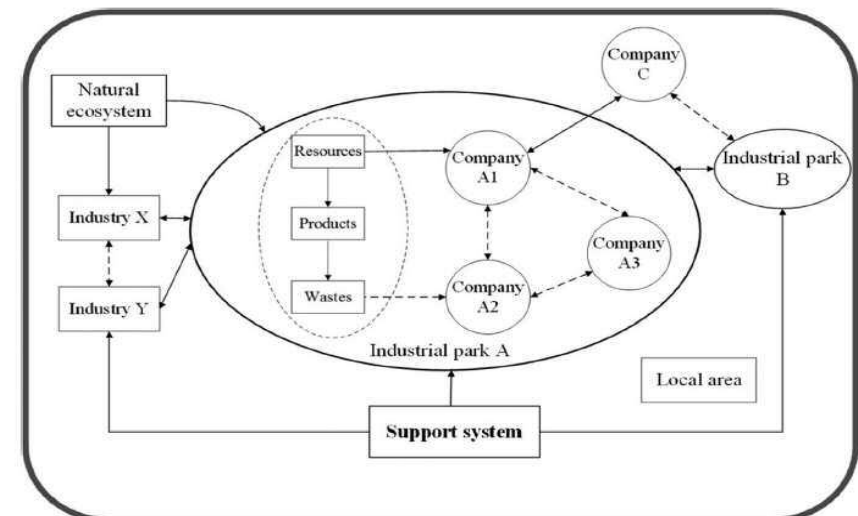 Natural
ecosystem
Company
C
Resources
Company
A1
Industrial park
B
Industry X
Products
Company
A3
Industry Y
Wastes
Company
A2
Industrial park A
Local area
Support system